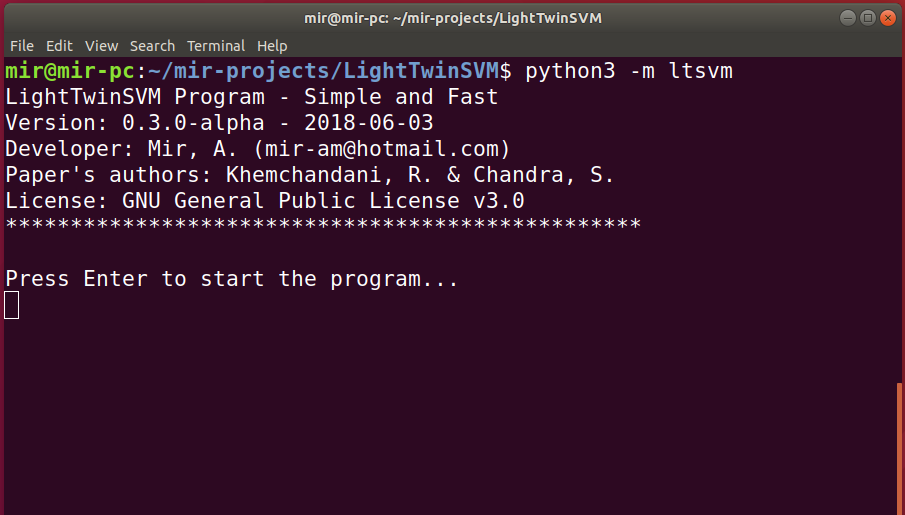 mir@mir-pc: ~/mir-projects/LightTwinSVM
File Edit View Search Terminal Help
mir@mir-pc:~/mir-projects/LightTwinSVM$ python3 -m ltsvm
LightTwinSVM Program - Simple and Fast
Version: 0.3.0-alpha - 2018-06-03
Developer: Mir, A. (mir-am@hotmail.com)
Paper's authors: Khemchandani, R. & Chandra, S.
License: GNU General Public License v3.0
*************************************************
Press Enter to start the program...